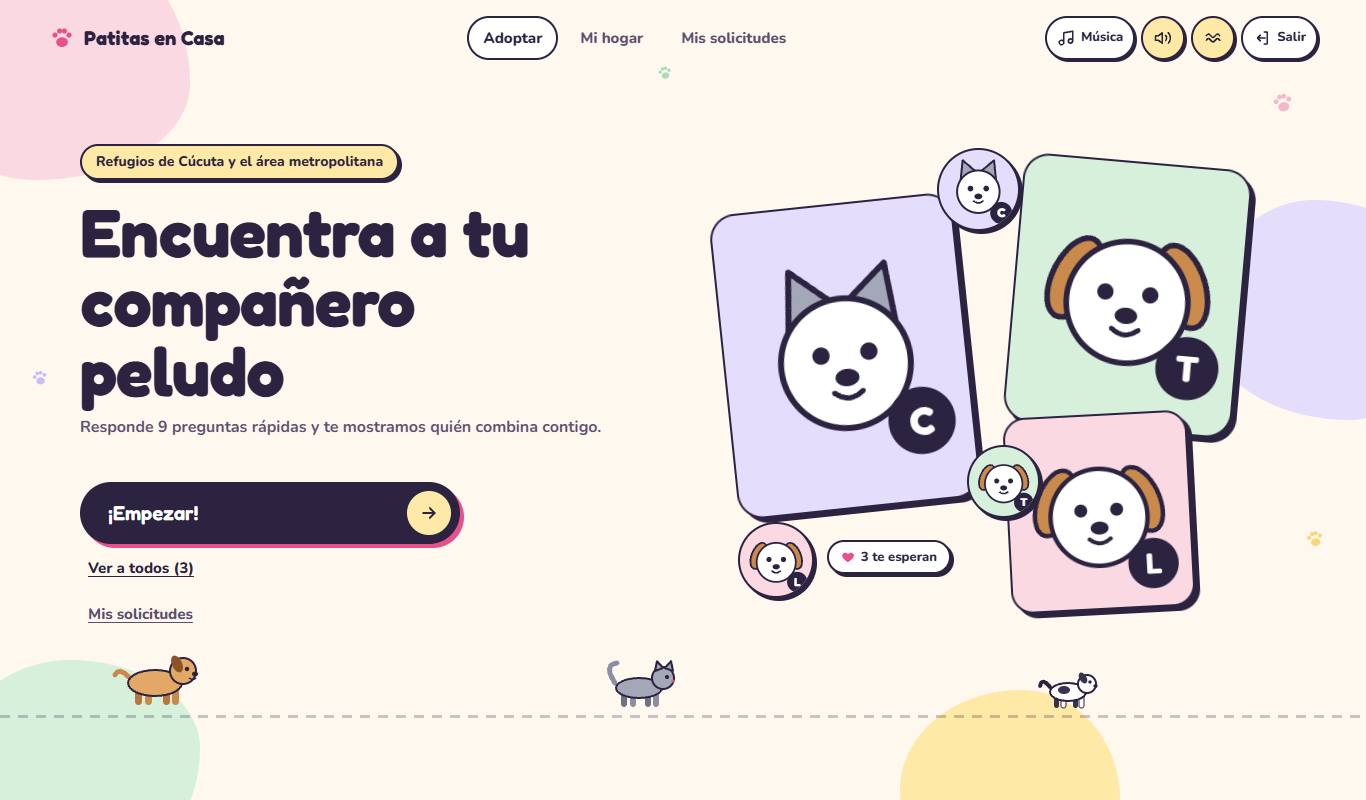 Patitas en Casa
Adoptar
Mi hogar
Mis solicitudes
Música
Salir
Refugios de Cúcuta y el área metropolitana
Encuentra a tu
compañero
peludo
Responde 9 preguntas rápidas y te mostramos quién combina contigo.
¡Empezar!
Ver a todos (3)
Mis solicitudes
C
T
C
T
L
L
3 te esperan